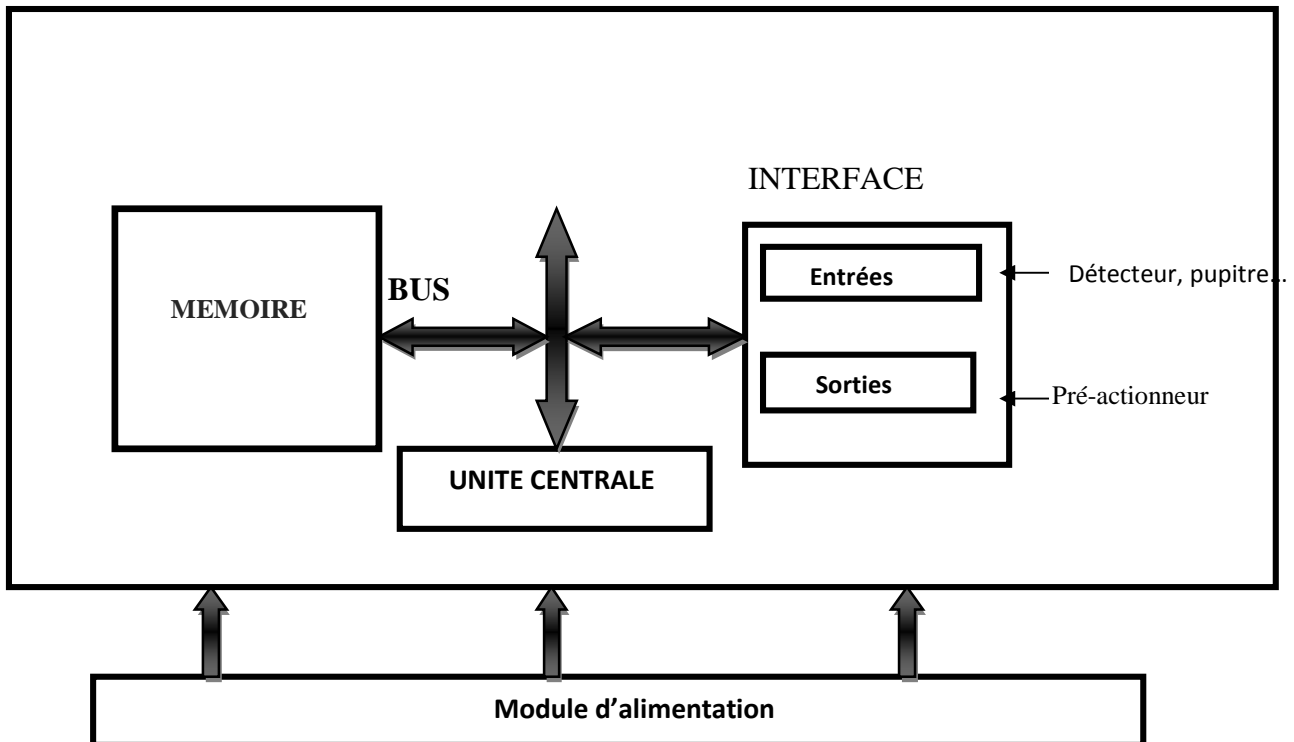 INTERFACE
Entrées
Détecteur, pupitre...
BUS
MEMOIRE
Sorties
Pré-actionneur
UNITE CENTRALE
Module d’alimentation